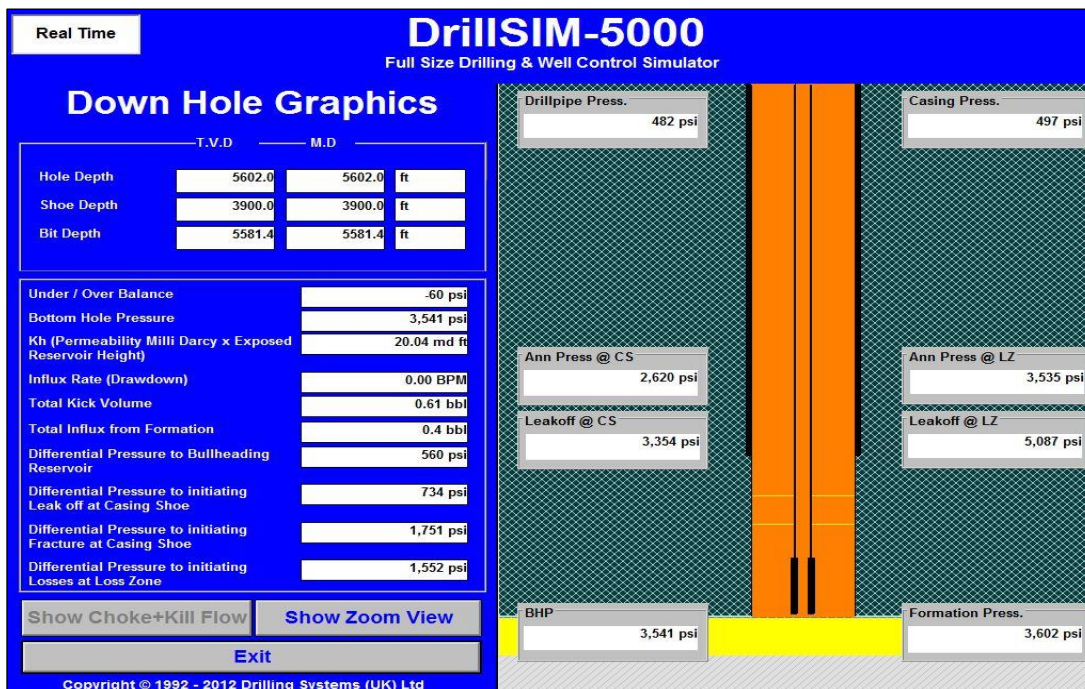 Real Time
DrillSIM-5000
Full Size Drilling & Well Control Simulator
Down Hole Graphics
T.V.D M.D
Hole Depth 5602.0 5602.0 ft
Shoe Depth 3900.0 3900.0 ft
Bit Depth 5581.4 5581.4 ft
Under / Over Balance -60 psi
Bottom Hole Pressure 3,541 psi
Kh (Permeability Milli Darcy x Exposed
Reservoir Height) 20.04 md ft
Influx Rate (Drawdown) 0.00 BPM
Total Kick Volume 0.61 bbl
Total Influx from Formation 0.4 bbl
Differential Pressure to Bullheading
Reservoir 560 psi
Differential Pressure to initiating
Leak off at Casing Shoe 734 psi
Differential Pressure to initiating
Fracture at Casing Shoe 1,751 psi
Differential Pressure to initiating
Losses at Loss Zone 1,552 psi
Show Choke+Kill Flow Show Zoom View
Exit
Copyright © 1992 - 2012 Drilling Systems (UK) Ltd
Drillpipe Press.
482 psi
Casing Press.
497 psi
Ann Press @ CS
2,620 psi
Ann Press @ LZ
3,535 psi
Leakoff @ CS
3,354 psi
Leakoff @ LZ
5,087 psi
BHP
3,541 psi
Formation Press.
3,602 psi